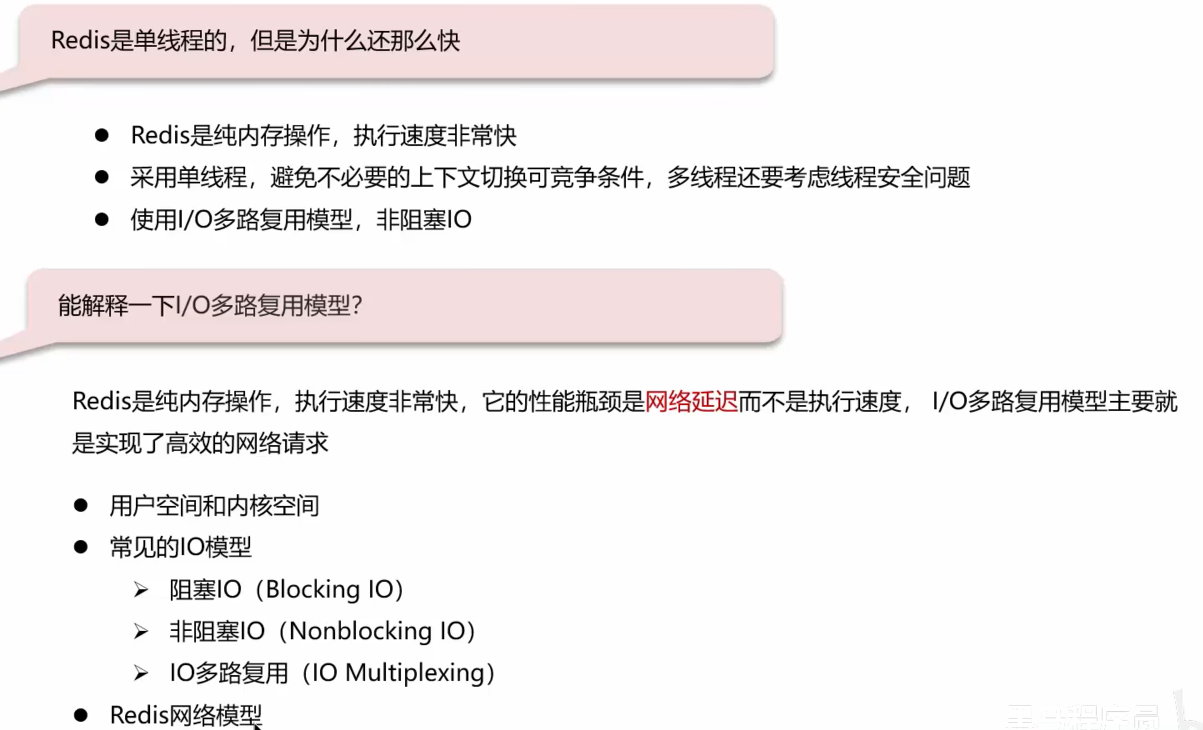 Redis是单线程的，但是为什么还那么快
● Redis是纯内存操作，执行速度非常快
● 采用单线程，避免不必要的上下文切换可竞争条件，多线程还要考虑线程安全问题
● 使用I/O多路复用模型，非阻塞IO
能解释一下I/O多路复用模型？
Redis是纯内存操作，执行速度非常快，它的性能瓶颈是网络延迟而不是执行速度， I/O多路复用模型主要就
是实现了高效的网络请求
● 用户空间和内核空间
● 常见的IO模型
➢ 阻塞IO（Blocking IO）
➢ 非阻塞IO（Nonblocking IO）
➢ IO多路复用（IO Multiplexing）
● Redis网络模型